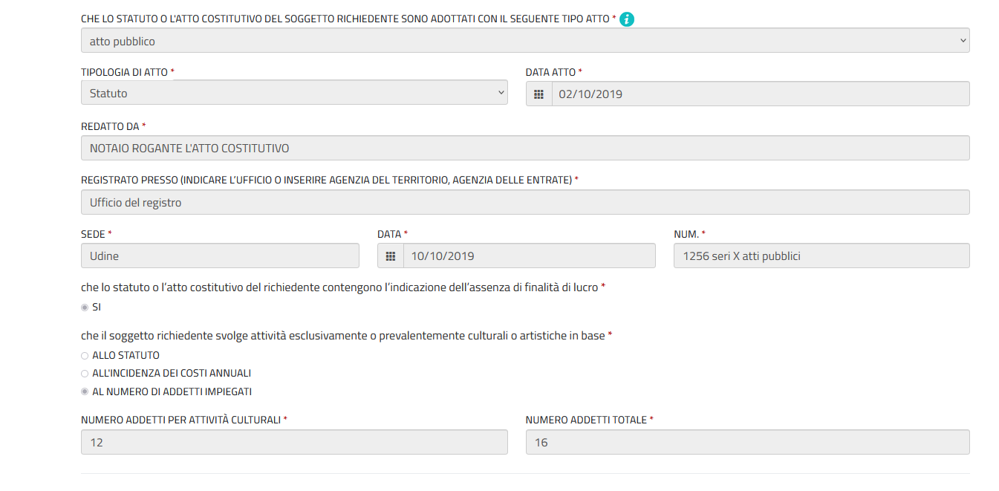 CHE LO STATUTO O L'ATTO COSTITUTIVO DEL SOGGETTO RICHIEDENTE SONO ADOTTATI CON IL SEGUENTE TIPO ATTO * i
atto pubblico
TIPOLOGIA DI ATTO * DATA ATTO *
Statuto 02/10/2019
REDATTO DA *
NOTAIO ROGANTE L'ATTO COSTITUTIVO
REGISTRATO PRESSO (INDICARE L'UFFICIO O INSERIRE AGENZIA DEL TERRITORIO, AGENZIA DELLE ENTRATE) *
Ufficio del registro
SEDE * DATA * NUM. *
Udine 10/10/2019 1256 seri X atti pubblici
che lo statuto o l'atto costitutivo del richiedente contengono l'indicazione dell'assenza di finalità di lucro *
SI
che il soggetto richiedente svolge attività esclusivamente o prevalentemente culturali o artistiche in base *
ALLO STATUTO
ALL'INCIDENZA DEI COSTI ANNUALI
AL NUMERO DI ADDETTI IMPIEGATI
NUMERO ADDETTI PER ATTIVITÀ CULTURALI * NUMERO ADDETTI TOTALE *
12 16